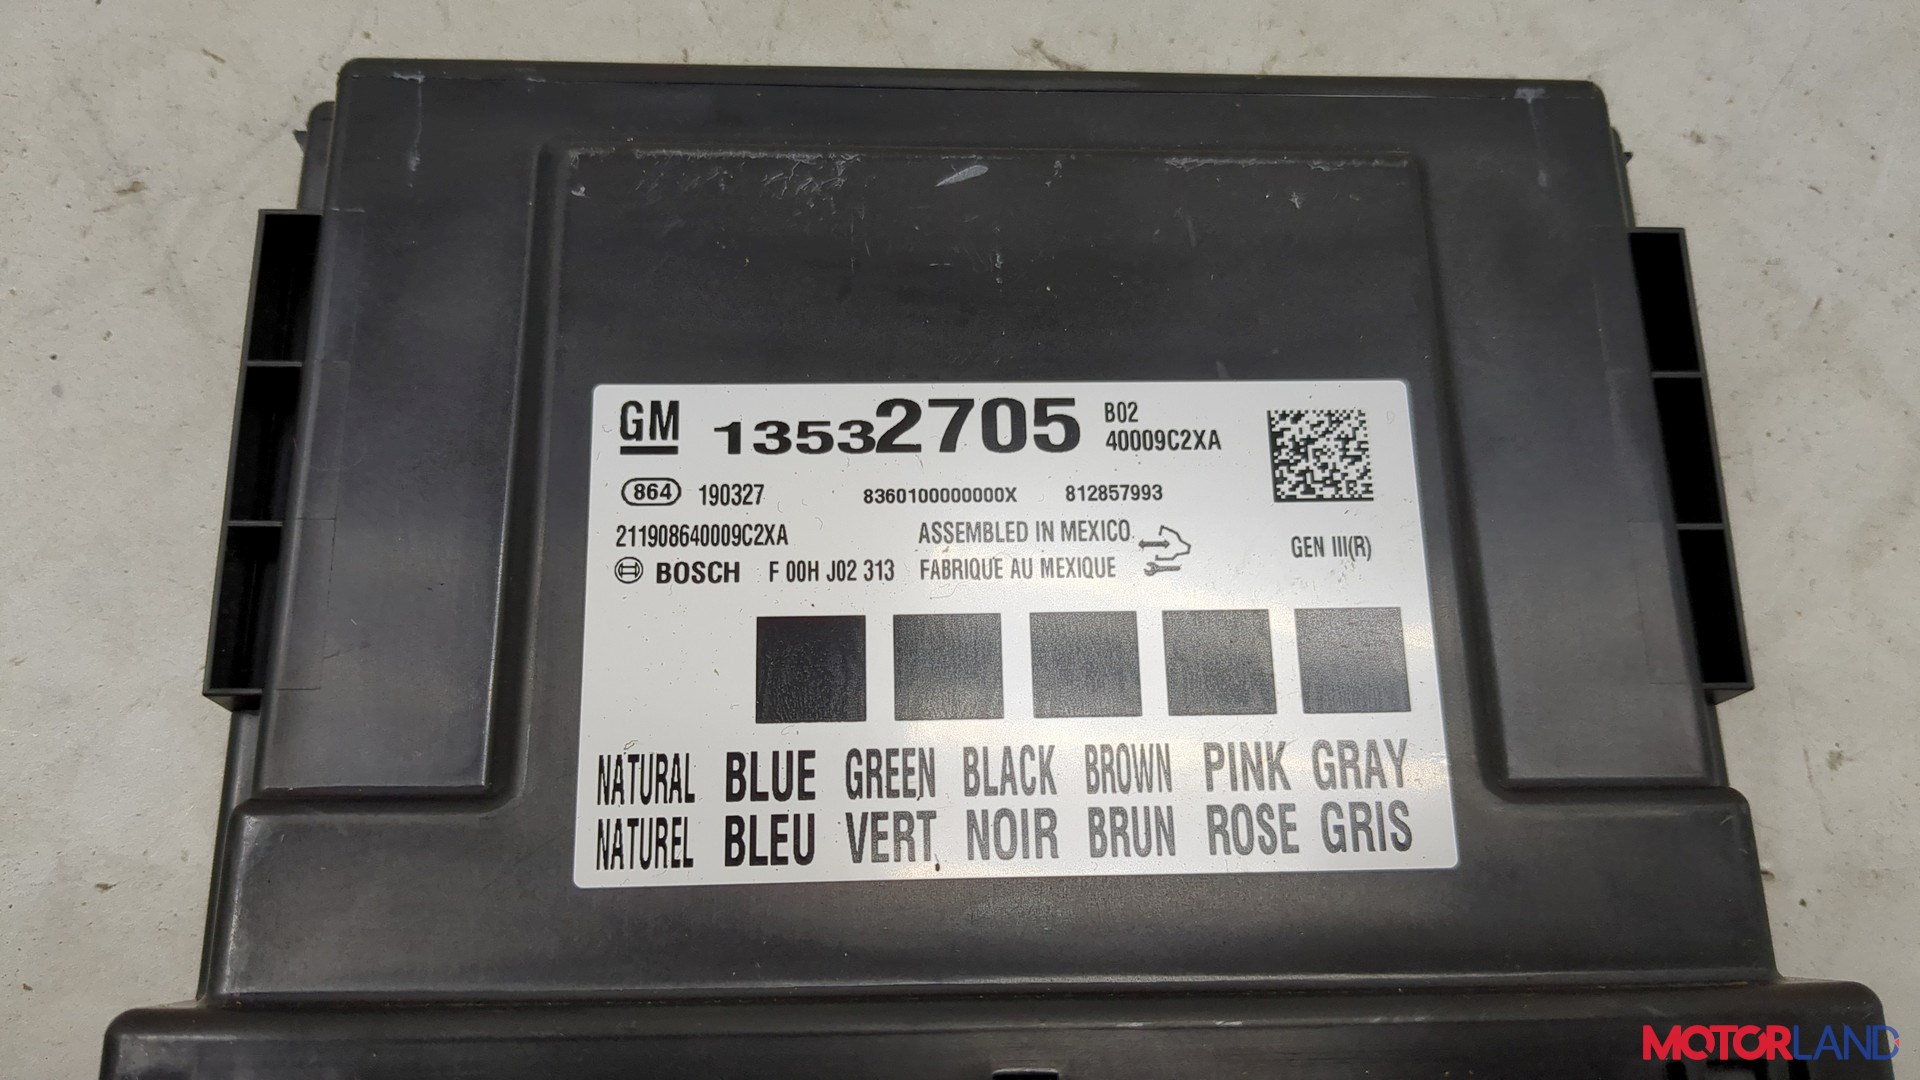 GM 13532705 B02
40009C2XA
864 190327 8360100000000X 812857993
211908640009C2XA ASSEMBLED IN MEXICO
GEN III(R)
BOSCH F 00H J02 313 FABRIQUE AU MEXIQUE
NATURAL BLUE GREEN BLACK BROWN PINK GRAY
NATUREL BLEU VERT NOIR BRUN ROSE GRIS
MOTORLAND